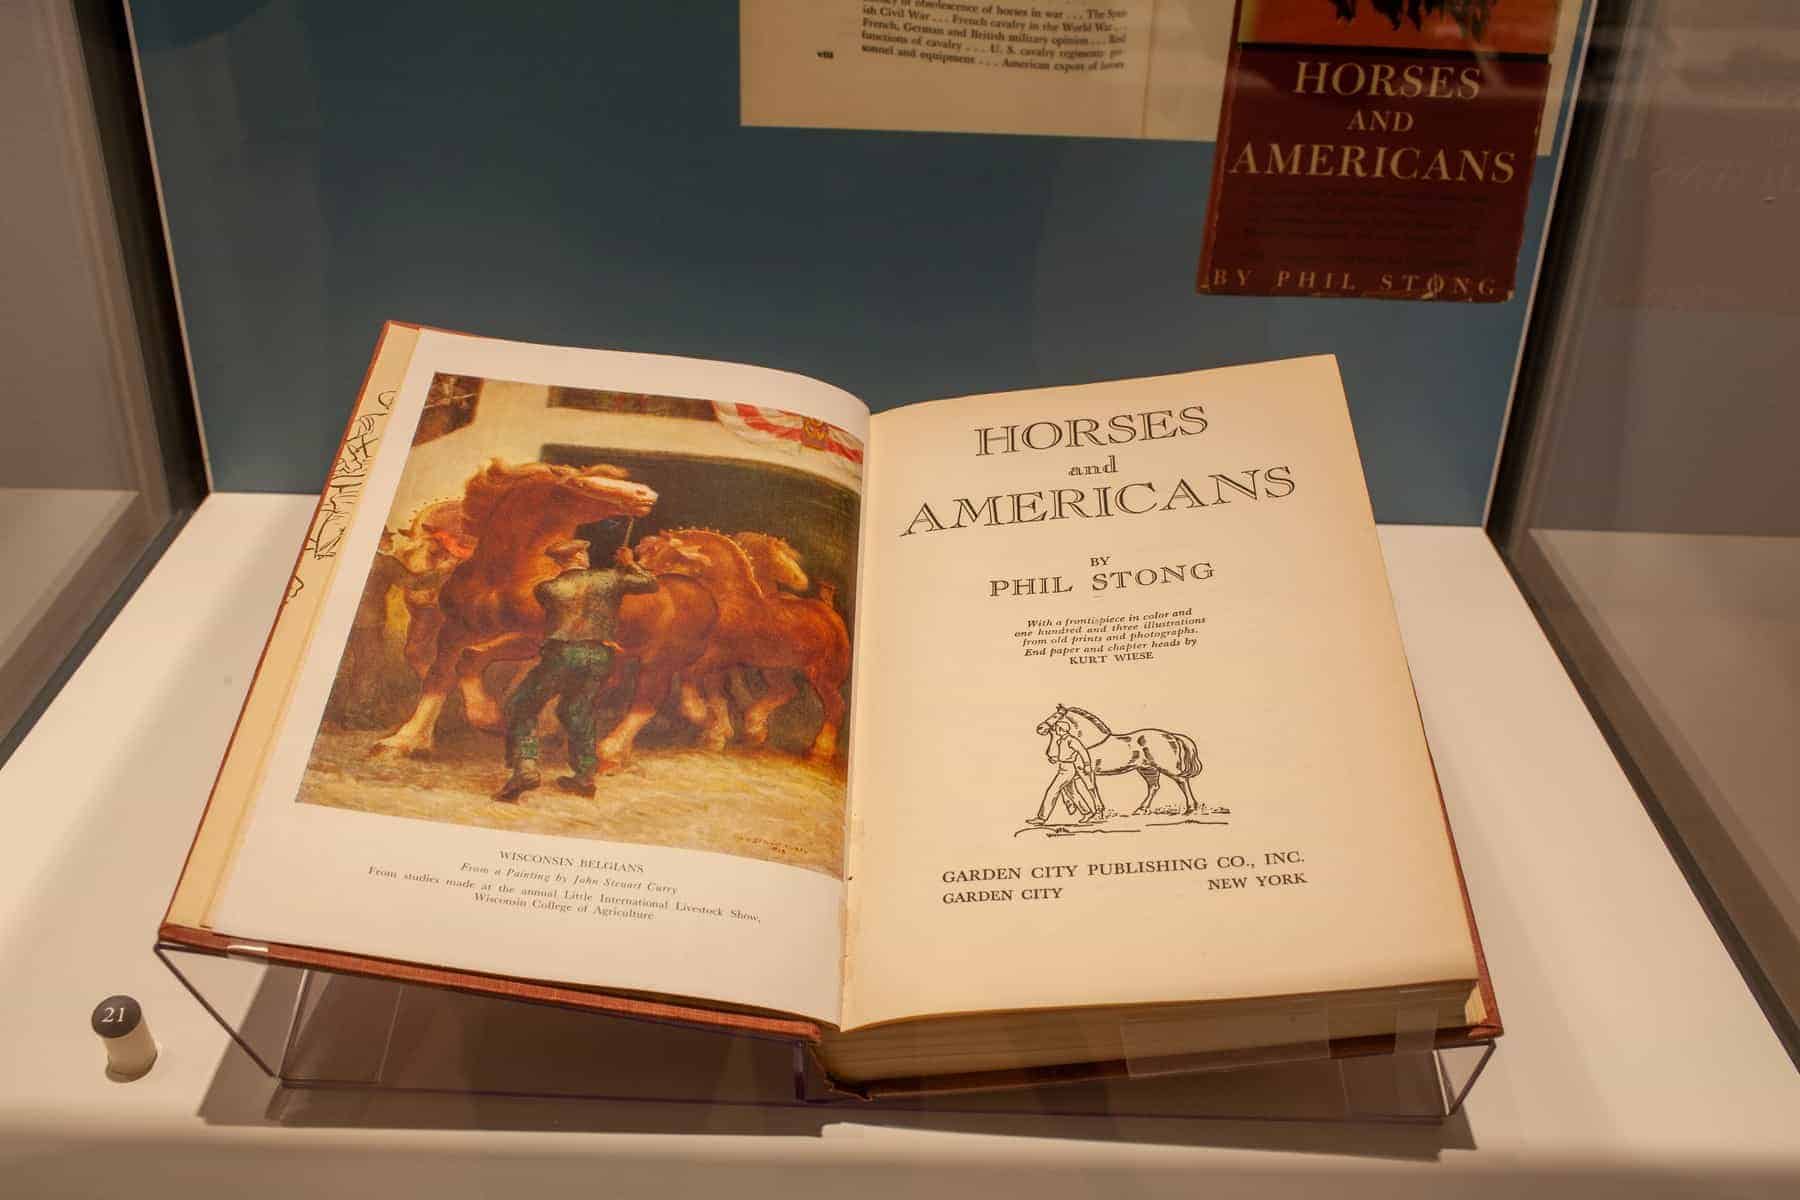 cy of obsolescence of horses in war . . . The Span-
ish Civil War . . . French cavalry in the World War . . .
French, German and British military opinion . . . Real
functions of cavalry . . . U. S. cavalry regiments
sonnel and equipment . . . American export of horses
viii
HORSES
AND
AMERICANS
BY PHIL STONG
HORSES
and
AMERICANS
BY
PHIL STONG
With a frontispiece in color and
one hundred and three illustrations
from old prints and photographs.
End paper and chapter heads by
KURT WIESE
GARDEN CITY PUBLISHING CO., INC.
GARDEN CITY NEW YORK
WISCONSIN BELGIANS
From a Painting by John Steuart Curry
From studies made at the annual Little International Livestock Show,
Wisconsin College of Agriculture
21